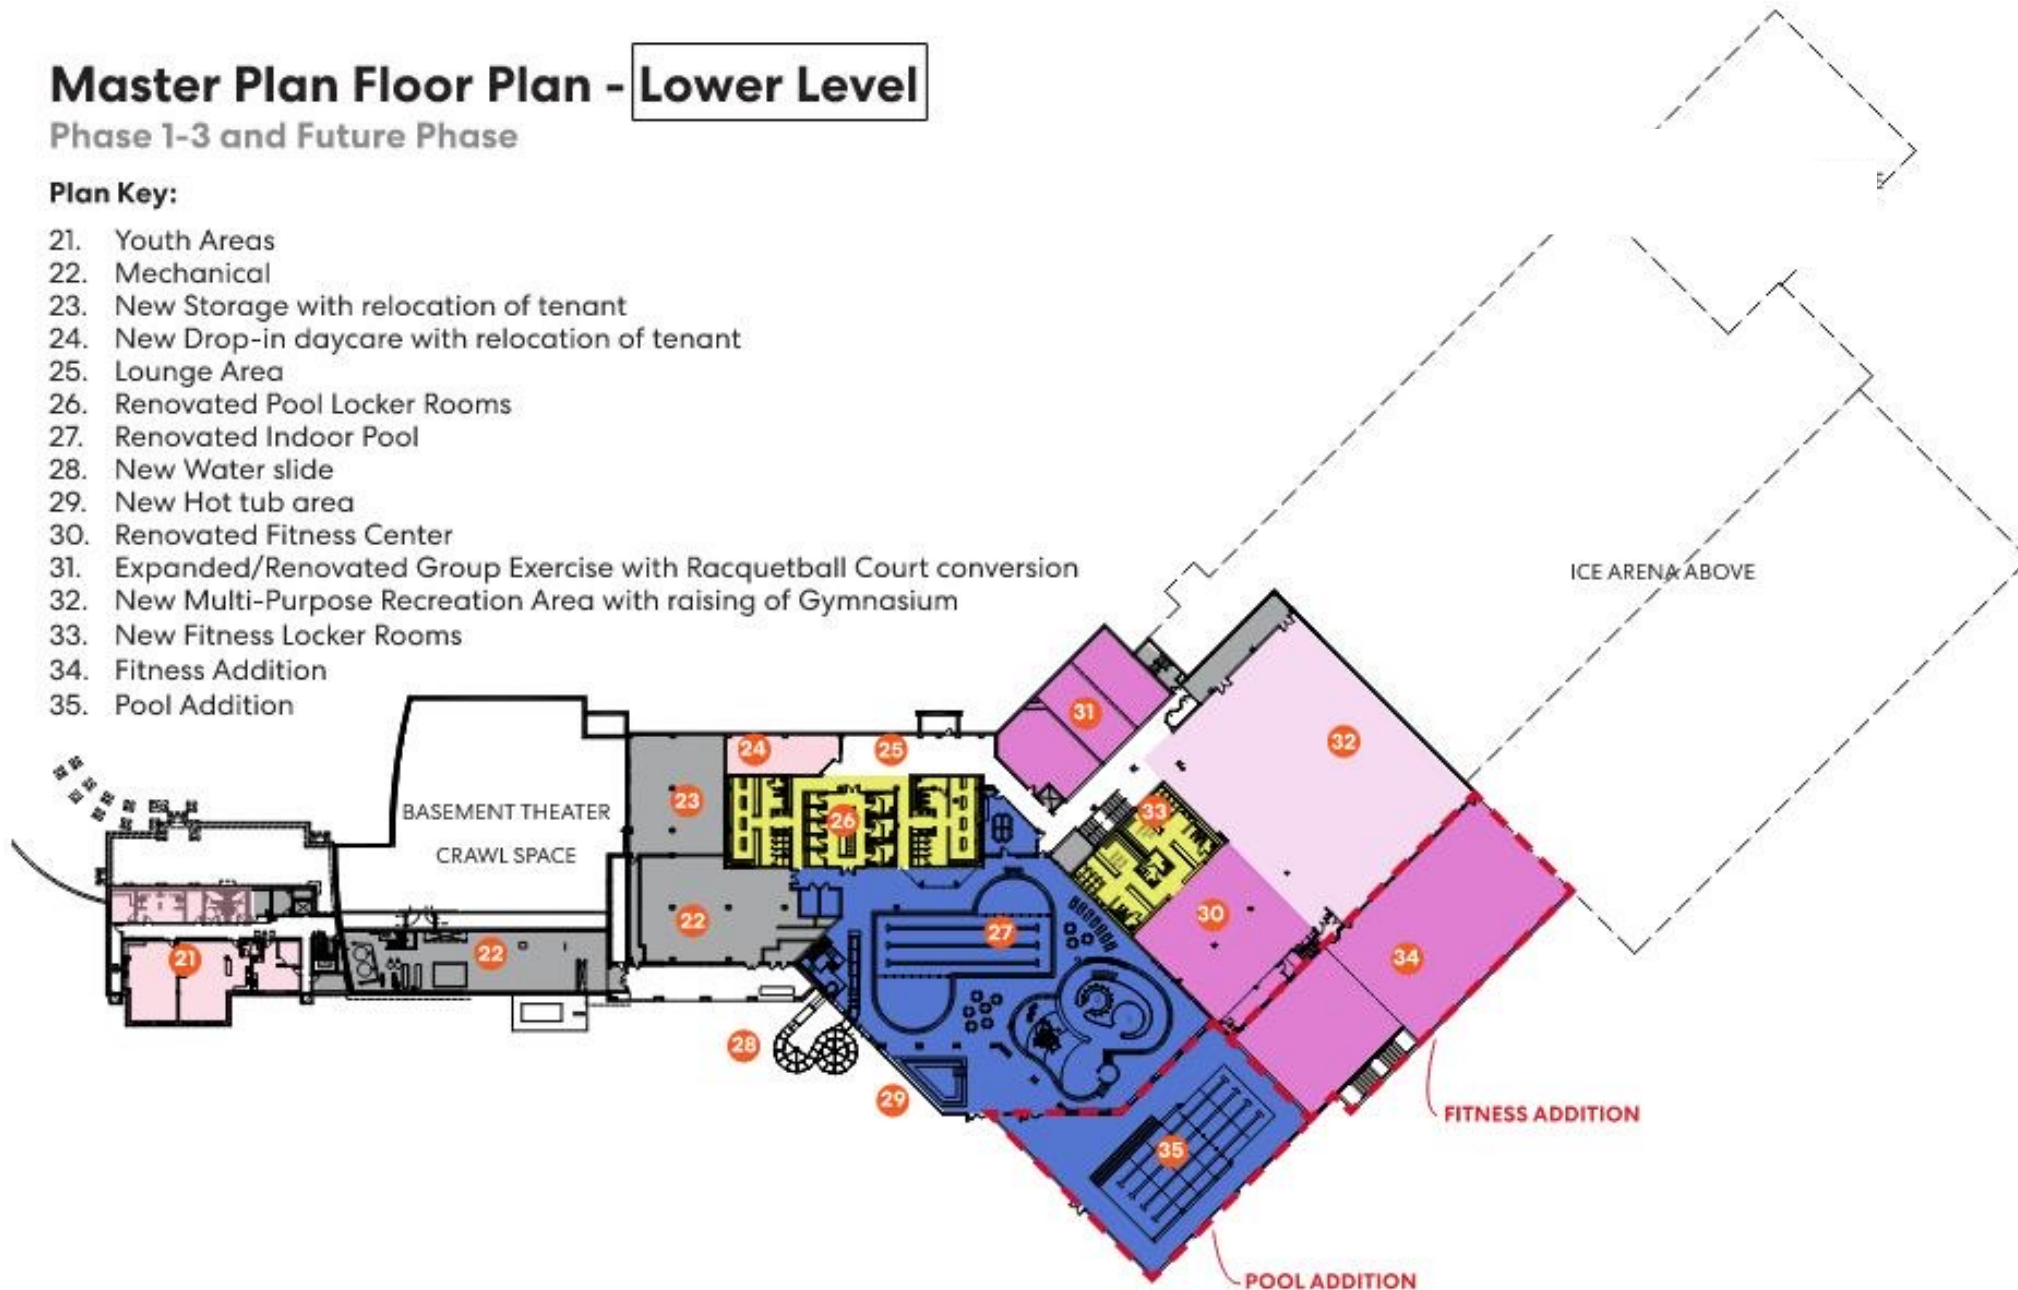 Master Plan Floor Plan - Lower Level
Phase 1-3 and Future Phase
Plan Key:
21. Youth Areas
22. Mechanical
23. New Storage with relocation of tenant
24. New Drop-in daycare with relocation of tenant
25. Lounge Area
26. Renovated Pool Locker Rooms
27. Renovated Indoor Pool
28. New Water slide
29. New Hot tub area
30. Renovated Fitness Center
31. Expanded/Renovated Group Exercise with Racquetball Court conversion
32. New Multi-Purpose Recreation Area with raising of Gymnasium
33. New Fitness Locker Rooms
34. Fitness Addition
35. Pool Addition
ICE ARENA ABOVE
31
32
24
25
23
26
33
BASEMENT THEATER
CRAWL SPACE
22
27
30
34
21
22
28
29
35
FITNESS ADDITION
POOL ADDITION